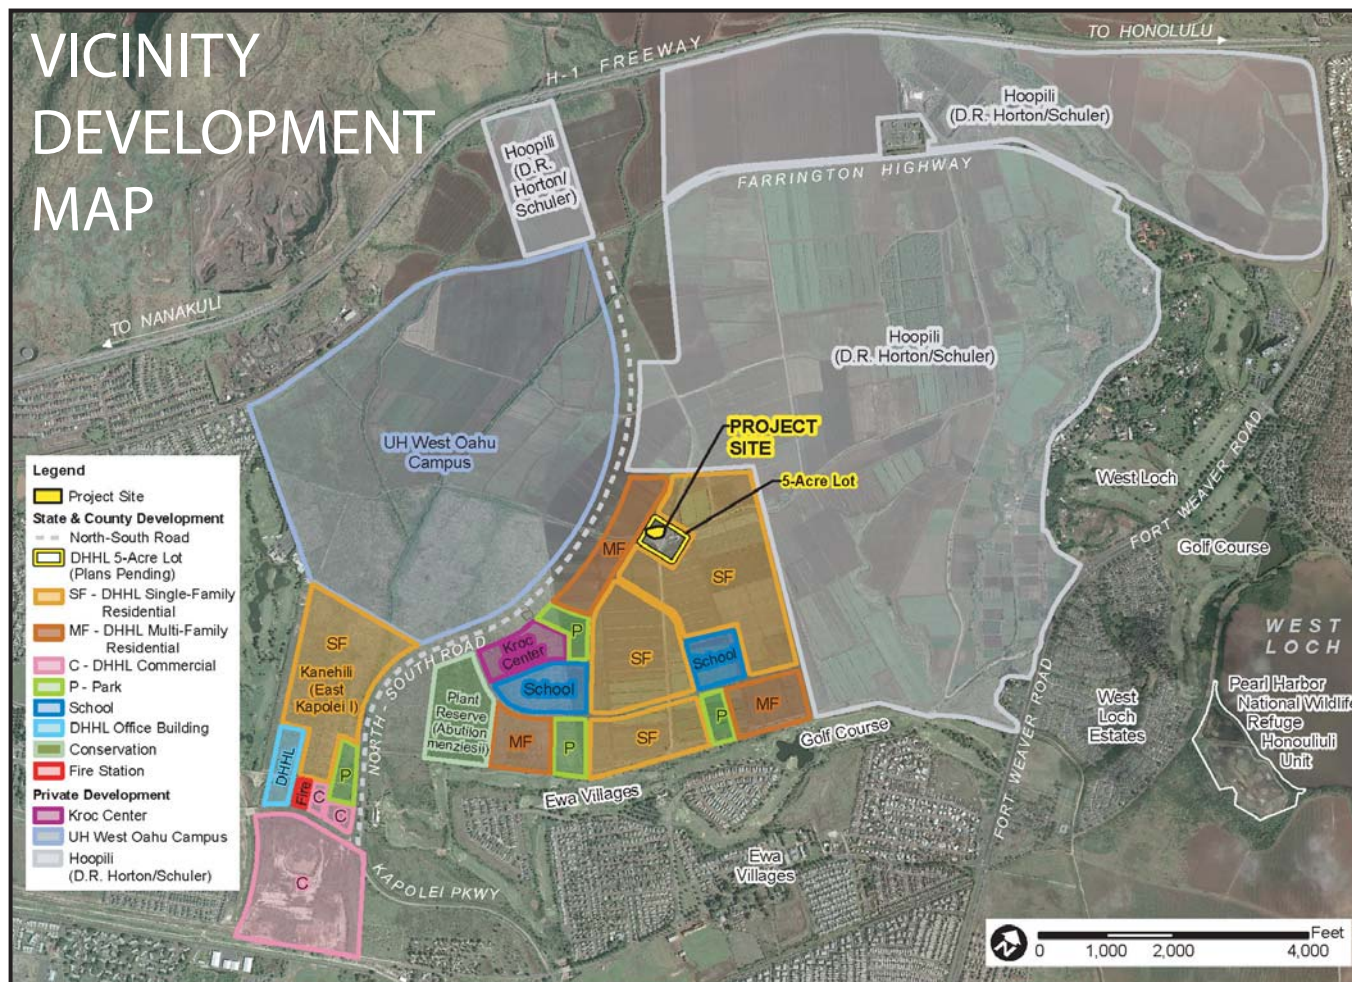 VICINITY
DEVELOPMENT
MAP
H-1 FREEWAY
TO HONOLULU
Hoopili
(D.R. Horton/Schuler)
Hoopili
(D.R.
Horton/
Schuler)
FARRINGTON HIGHWAY
TO NANAKULI
Hoopili
(D.R. Horton/Schuler)
UH West Oahu
Campus
PROJECT
SITE
5-Acre Lot
West Loch
FORT WEAVER ROAD
Golf Course
MF
SF
WEST
LOCH
SF
Kanehili
(East
Kapolei I)
NORTH - SOUTH ROAD
Kroc
Center
P
SF
School
School
Plant
Reserve
(Abutilon
menziesii)
MF
P
SF
P
MF
Golf Course
FORT WEAVER ROAD
West
Loch
Estates
Pearl Harbor
National Wildlife
Refuge
Honouliuli
Unit
DHHL
Fire
C
C
P
C
Ewa Villages
Ewa
Villages
KAPOLEI PKWY
Legend
Project Site
State & County Development
North-South Road
DHHL 5-Acre Lot
(Plans Pending)
SF - DHHL Single-Family
Residential
MF - DHHL Multi-Family
Residential
C - DHHL Commercial
P - Park
School
DHHL Office Building
Conservation
Fire Station
Private Development
Kroc Center
UH West Oahu Campus
Hoopili
(D.R. Horton/Schuler)
Feet
0 1,000 2,000 4,000